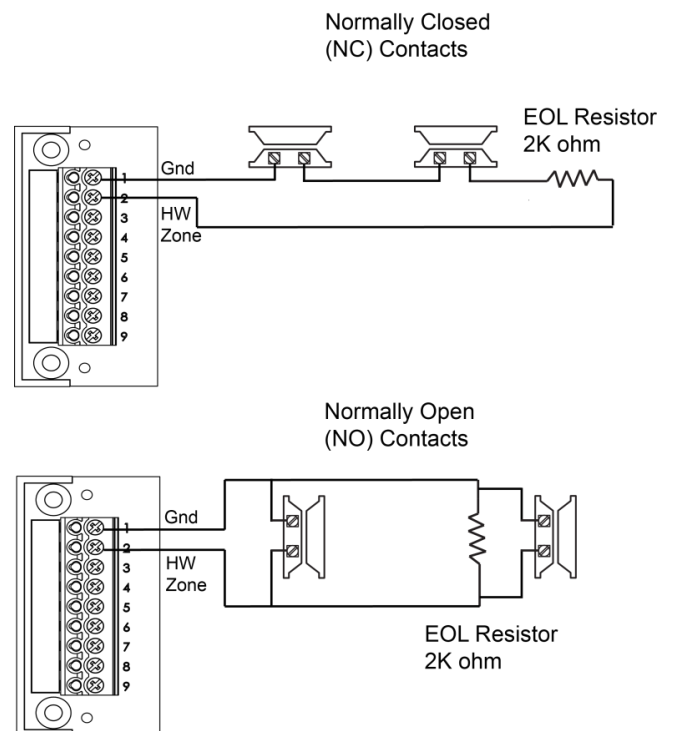 Normally Closed
(NC) Contacts
EOL Resistor
2K ohm
Gnd
HW
Zone
1
2
3
4
5
6
7
8
9
Normally Open
(NO) Contacts
Gnd
HW
Zone
1
2
3
4
5
6
7
8
9
EOL Resistor
2K ohm